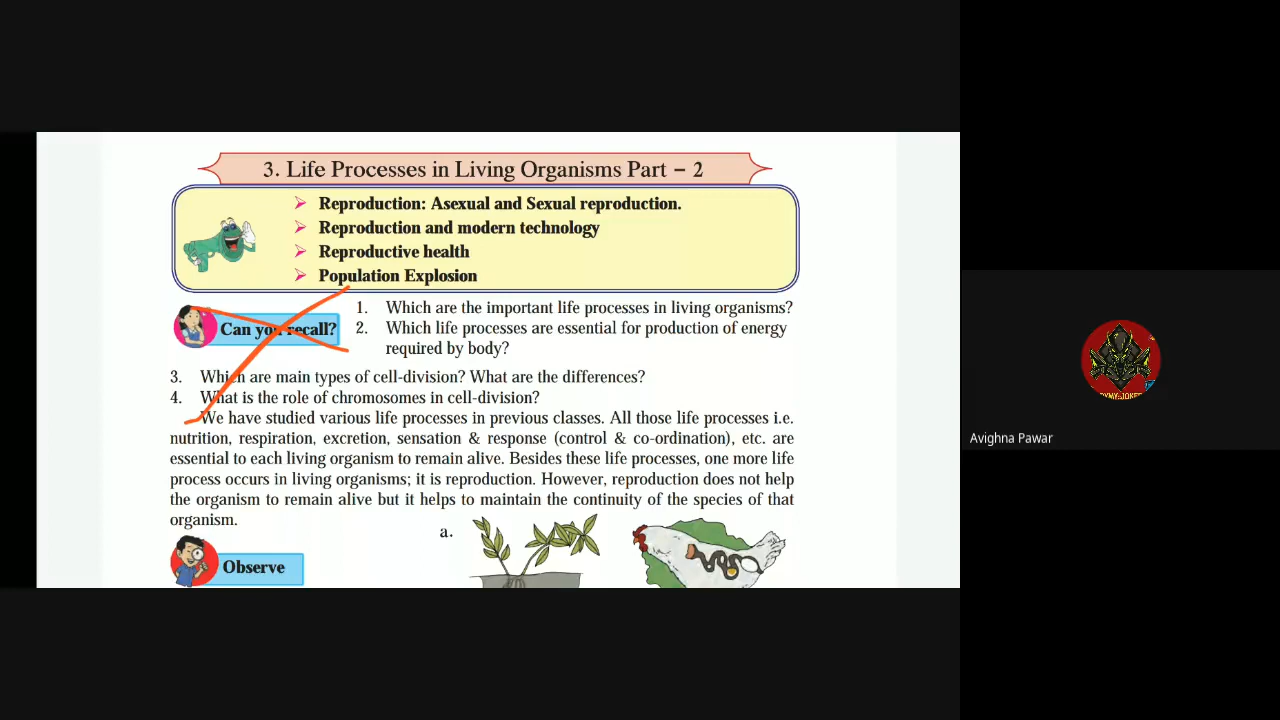 3. Life Processes in Living Organisms Part – 2
➢ Reproduction: Asexual and Sexual reproduction.
➢ Reproduction and modern technology
➢ Reproductive health
➢ Population Explosion
Can you recall?
1. Which are the important life processes in living organisms?
2. Which life processes are essential for production of energy
required by body?
3. Which are main types of cell-division? What are the differences?
4. What is the role of chromosomes in cell-division?
We have studied various life processes in previous classes. All those life processes i.e.
nutrition, respiration, excretion, sensation & response (control & co-ordination), etc. are
essential to each living organism to remain alive. Besides these life processes, one more life
process occurs in living organisms; it is reproduction. However, reproduction does not help
the organism to remain alive but it helps to maintain the continuity of the species of that
organism.
a.
Observe
Avighna Pawar